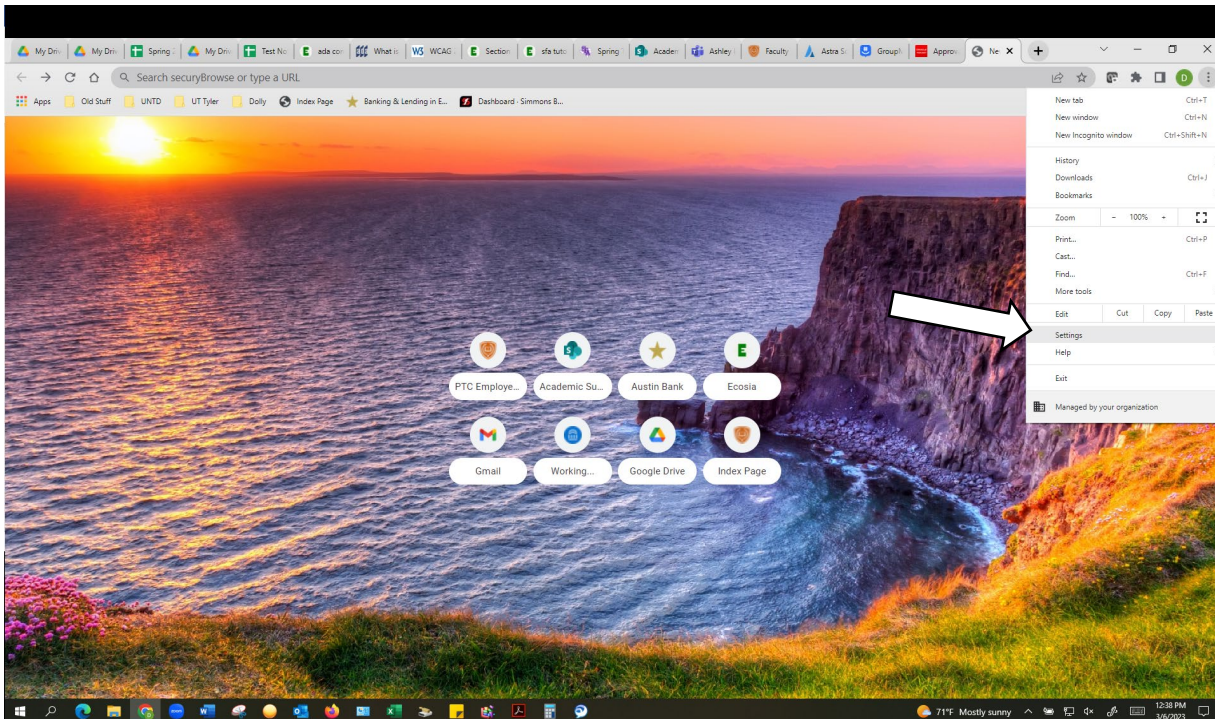 My Driv My Driv Spring 2 My Driv Test No ada cor What is WCAG Section sfa tuto Spring Academ Ashley Faculty Astra S GroupM Approv Ne
Search securyBrowse or type a URL
Apps Old Stuff UNTD UT Tyler Dolly Index Page Banking & Lending in E... Dashboard - Simmons B...
New tab Ctrl+T
New window Ctrl+N
New Incognito window Ctrl+Shift+N
History
Downloads Ctrl+J
Bookmarks
Zoom - 100% +
Print... Ctrl+P
Cast...
Find... Ctrl+F
More tools
Edit Cut Copy Paste
Settings
Help
Exit
Managed by your organization
PTC Employe... Academic Su... Austin Bank Ecosia
Gmail Working... Google Drive Index Page
71°F Mostly sunny 12:38 PM
3/6/2023